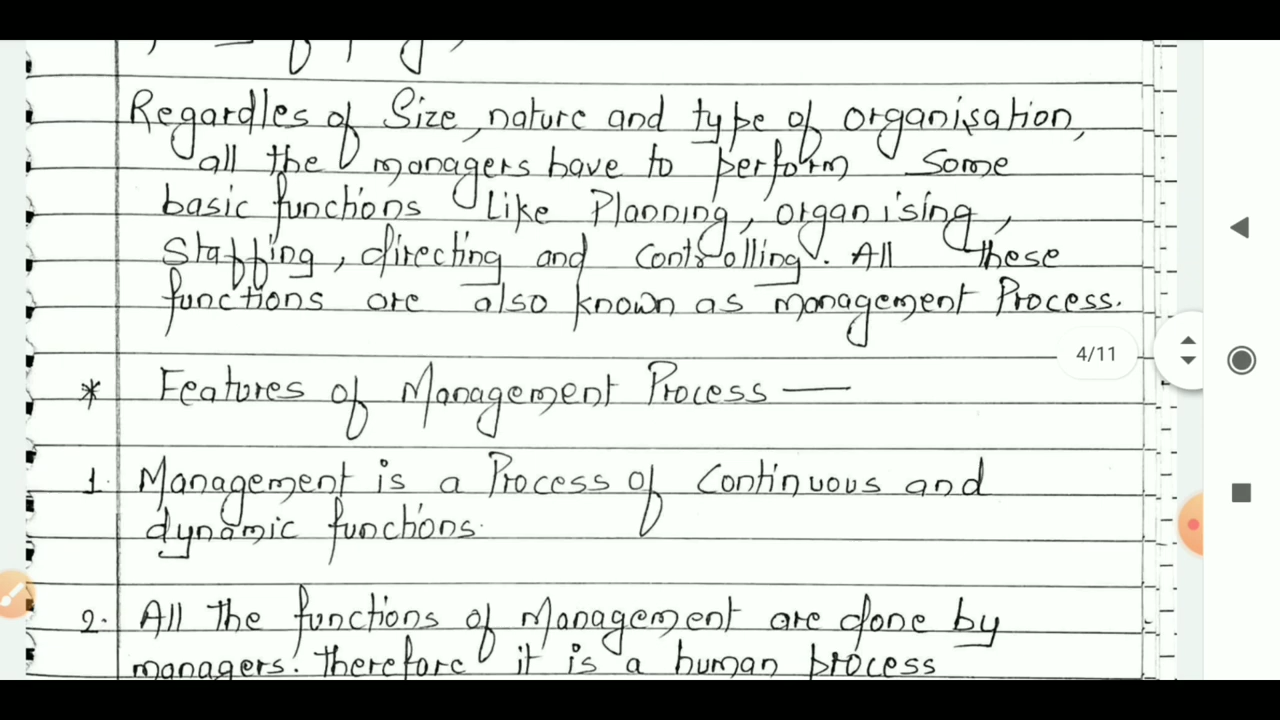 Regardles of Size, nature and type of organisation,
all the managers have to perform Some
basic functions Like Planning, organising,
Staffing, directing and Controlling. All these
functions are also known as management Process.
4/11
* Features of Management Process —
1. Management is a Process of Continuous and
dynamic functions.
2. All the functions of Management are done by
managers. Therefore it is a human process